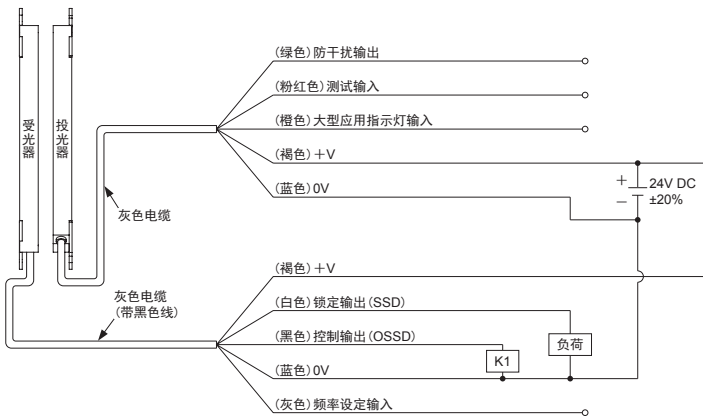 受光器
投光器
(绿色)防干扰输出
(粉红色)测试输入
(橙色)大型应用指示灯输入
(褐色)＋V
(蓝色)0V
＋
－
24V DC
±20%
灰色电缆
灰色电缆
(带黑色线)
(褐色)＋V
(白色)锁定输出(SSD)
(黑色)控制输出(OSSD)
(蓝色)0V
(灰色)频率设定输入
K1
负荷